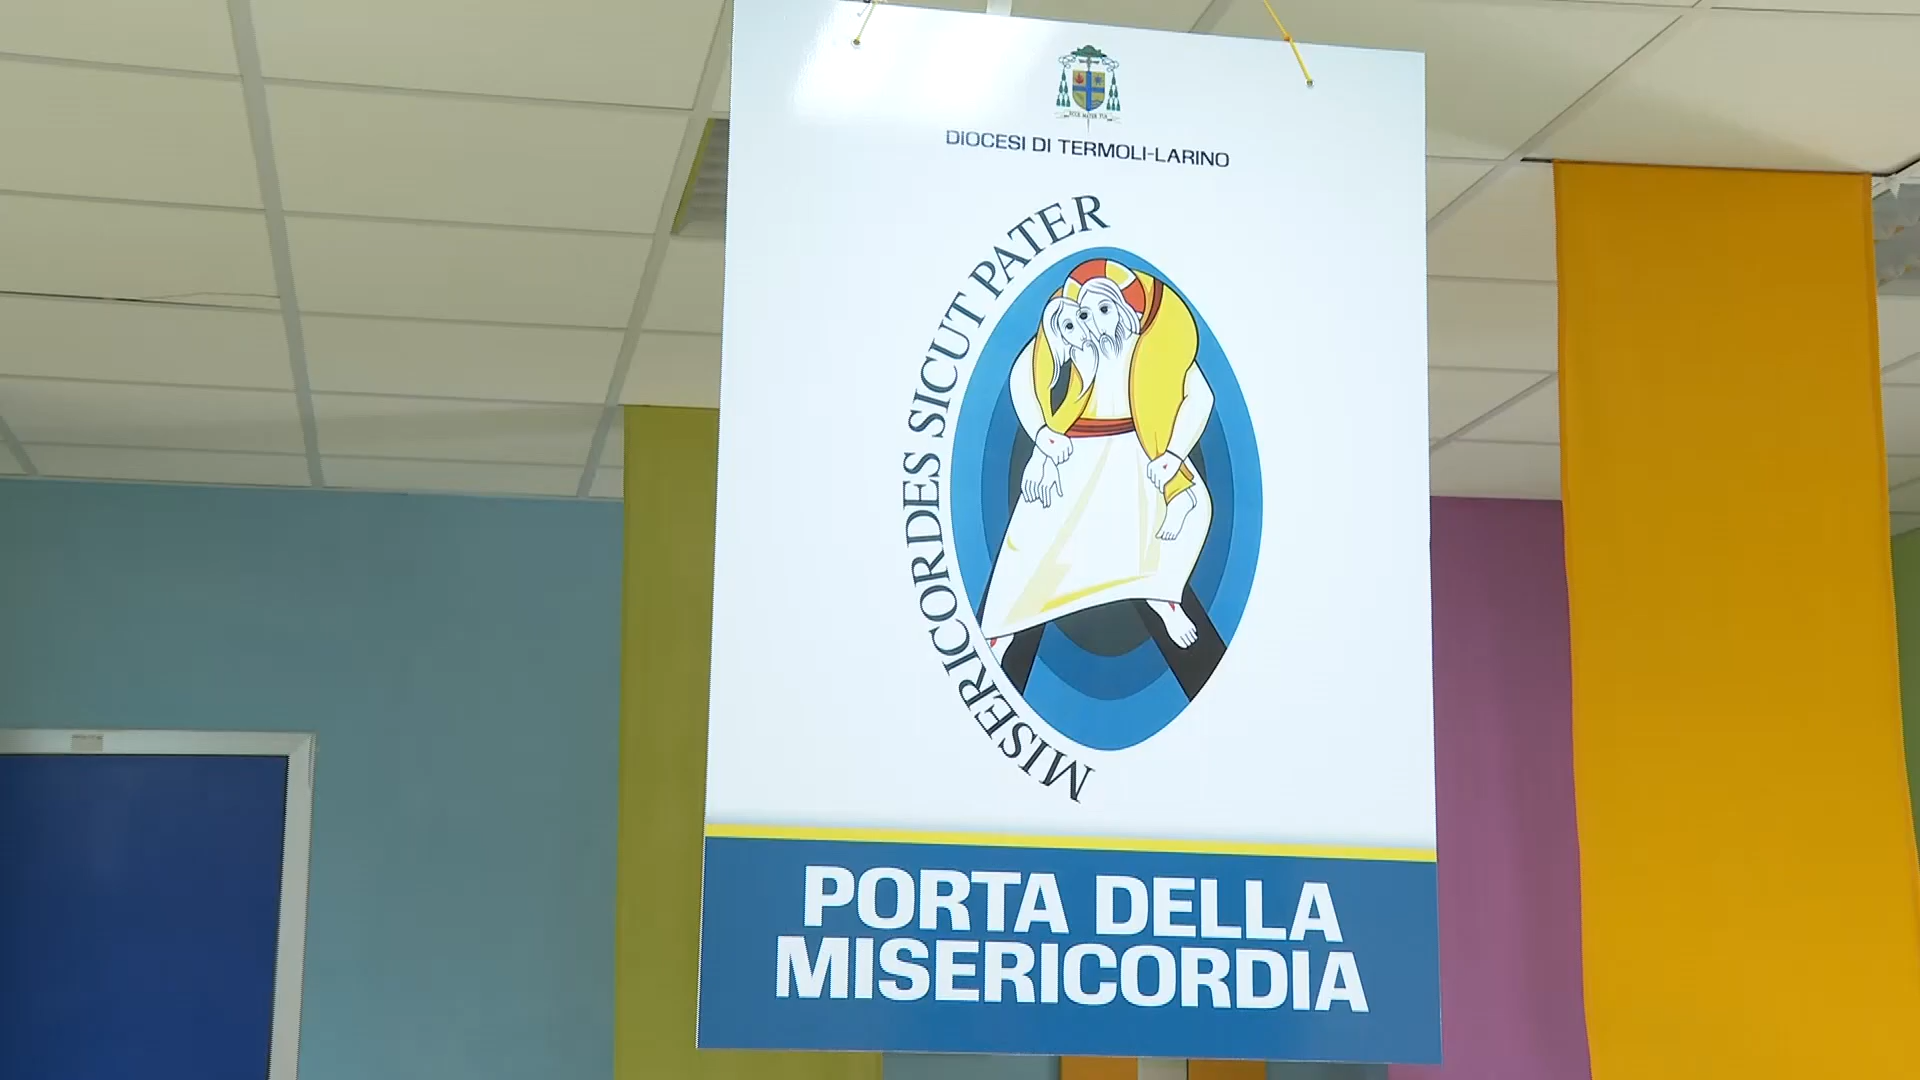 DIOCESI DI TERMOLI-LARINO
MISERICORDES SICUT PATER
PORTA DELLA
MISERICORDIA